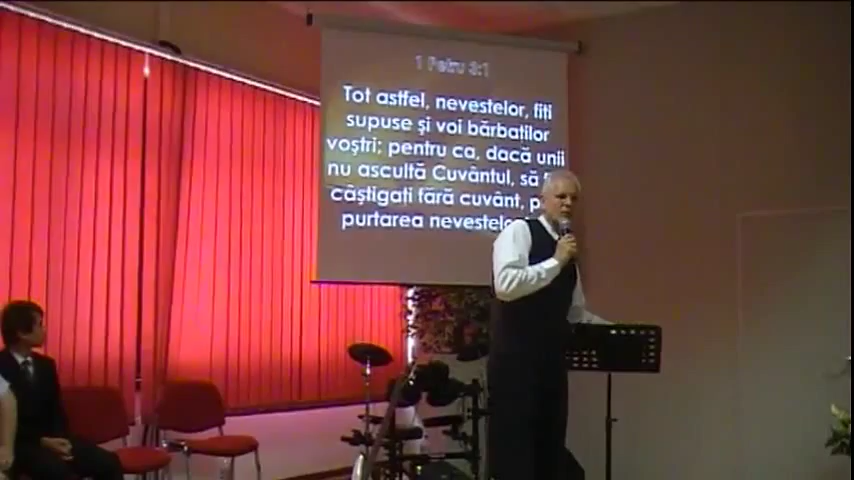 1 Petru 3:1
Tot astfel, nevestelor, fiţi
supuse şi voi bărbaţilor
voştri; pentru ca, dacă unii
nu ascultă Cuvântul, să
câştigaţi fără cuvânt,
purtarea